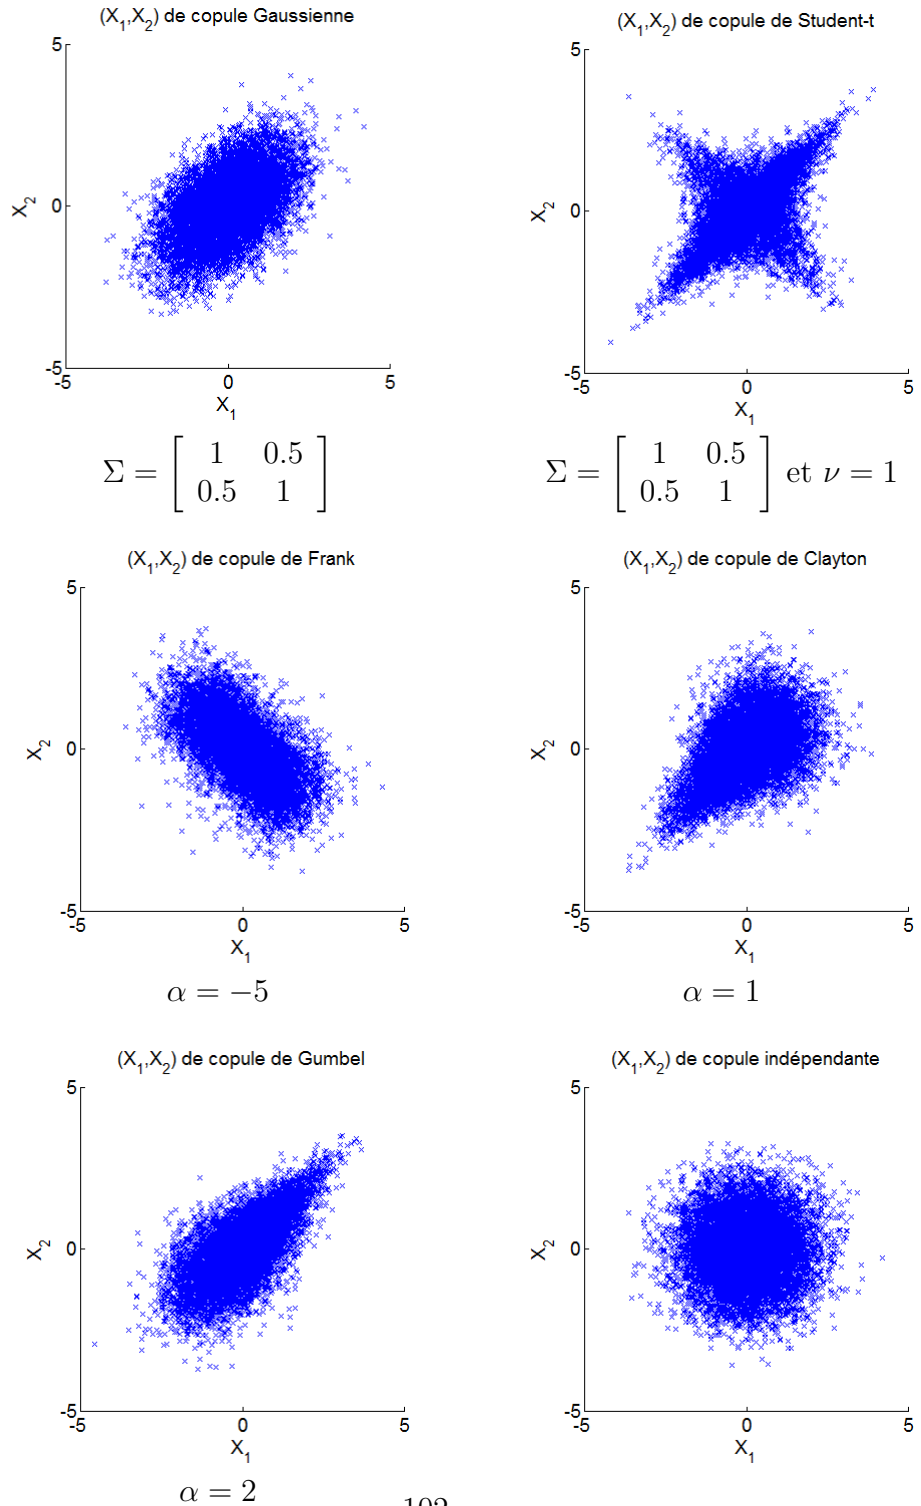 (X₁,X₂) de copule Gaussienne
5
X₂
0
-5
-5 0 5
X₁
Σ = [ 1 0.5
0.5 1 ]
(X₁,X₂) de copule de Student-t
5
X₂
0
-5
-5 0 5
X₁
Σ = [ 1 0.5
0.5 1 ] et ν = 1
(X₁,X₂) de copule de Frank
5
X₂
0
-5
-5 0 5
X₁
α = −5
(X₁,X₂) de copule de Clayton
5
X₂
0
-5
-5 0 5
X₁
α = 1
(X₁,X₂) de copule de Gumbel
5
X₂
0
-5
-5 0 5
X₁
α = 2
(X₁,X₂) de copule indépendante
5
X₂
0
-5
-5 0 5
X₁
102